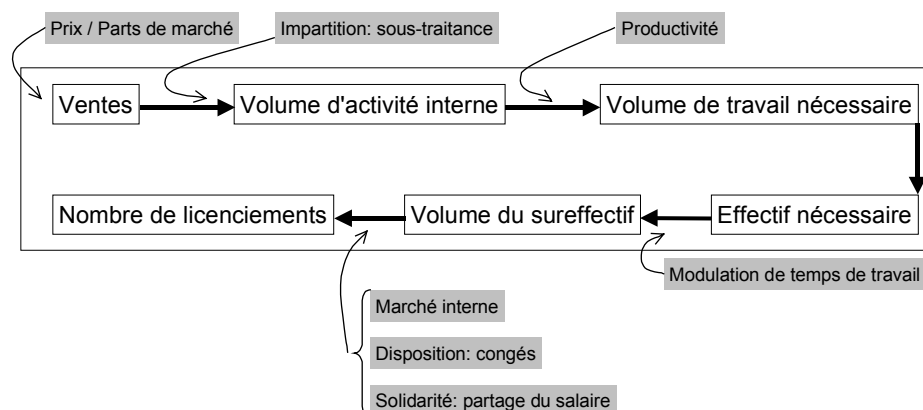 Prix / Parts de marché
Impartition: sous-traitance
Productivité
Ventes
Volume d'activité interne
Volume de travail nécessaire
Nombre de licenciements
Volume du sureffectif
Effectif nécessaire
Modulation de temps de travail
Marché interne
Disposition: congés
Solidarité: partage du salaire